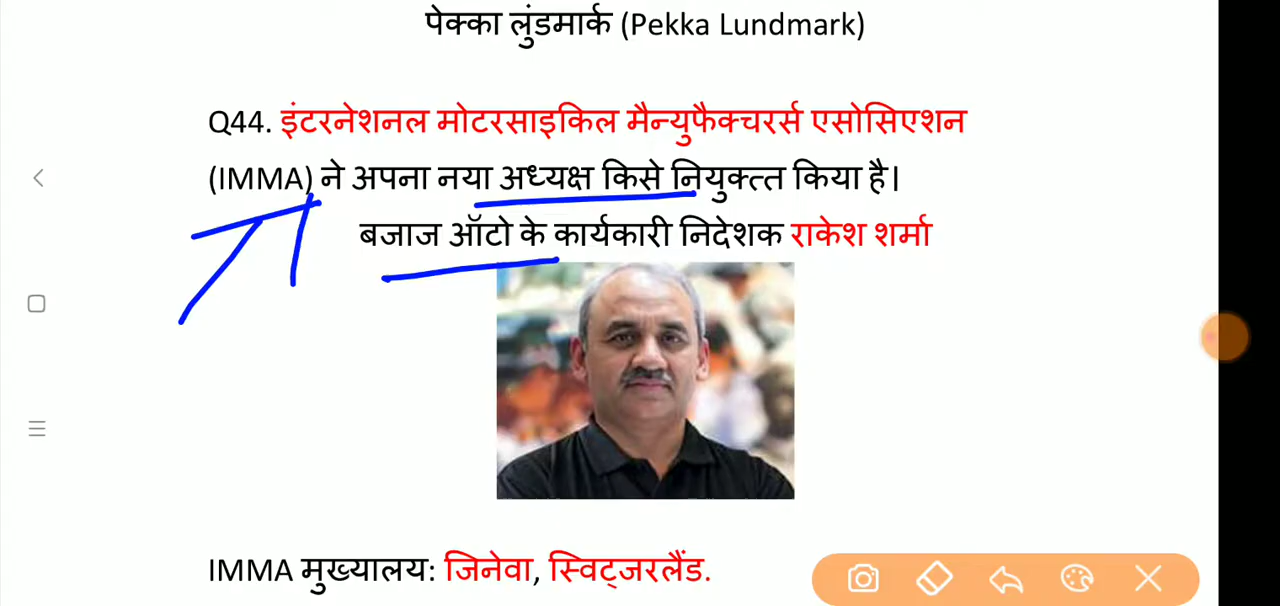 पेक्का लुंडमार्क (Pekka Lundmark)
Q44. इंटरनेशनल मोटरसाइकिल मैन्युफैक्चरर्स एसोसिएशन
(IMMA) ने अपना नया अध्यक्ष किसे नियुक्त्त किया है।
बजाज ऑटो के कार्यकारी निदेशक राकेश शर्मा
IMMA मुख्यालय: जिनेवा, स्विट्जरलैंड.